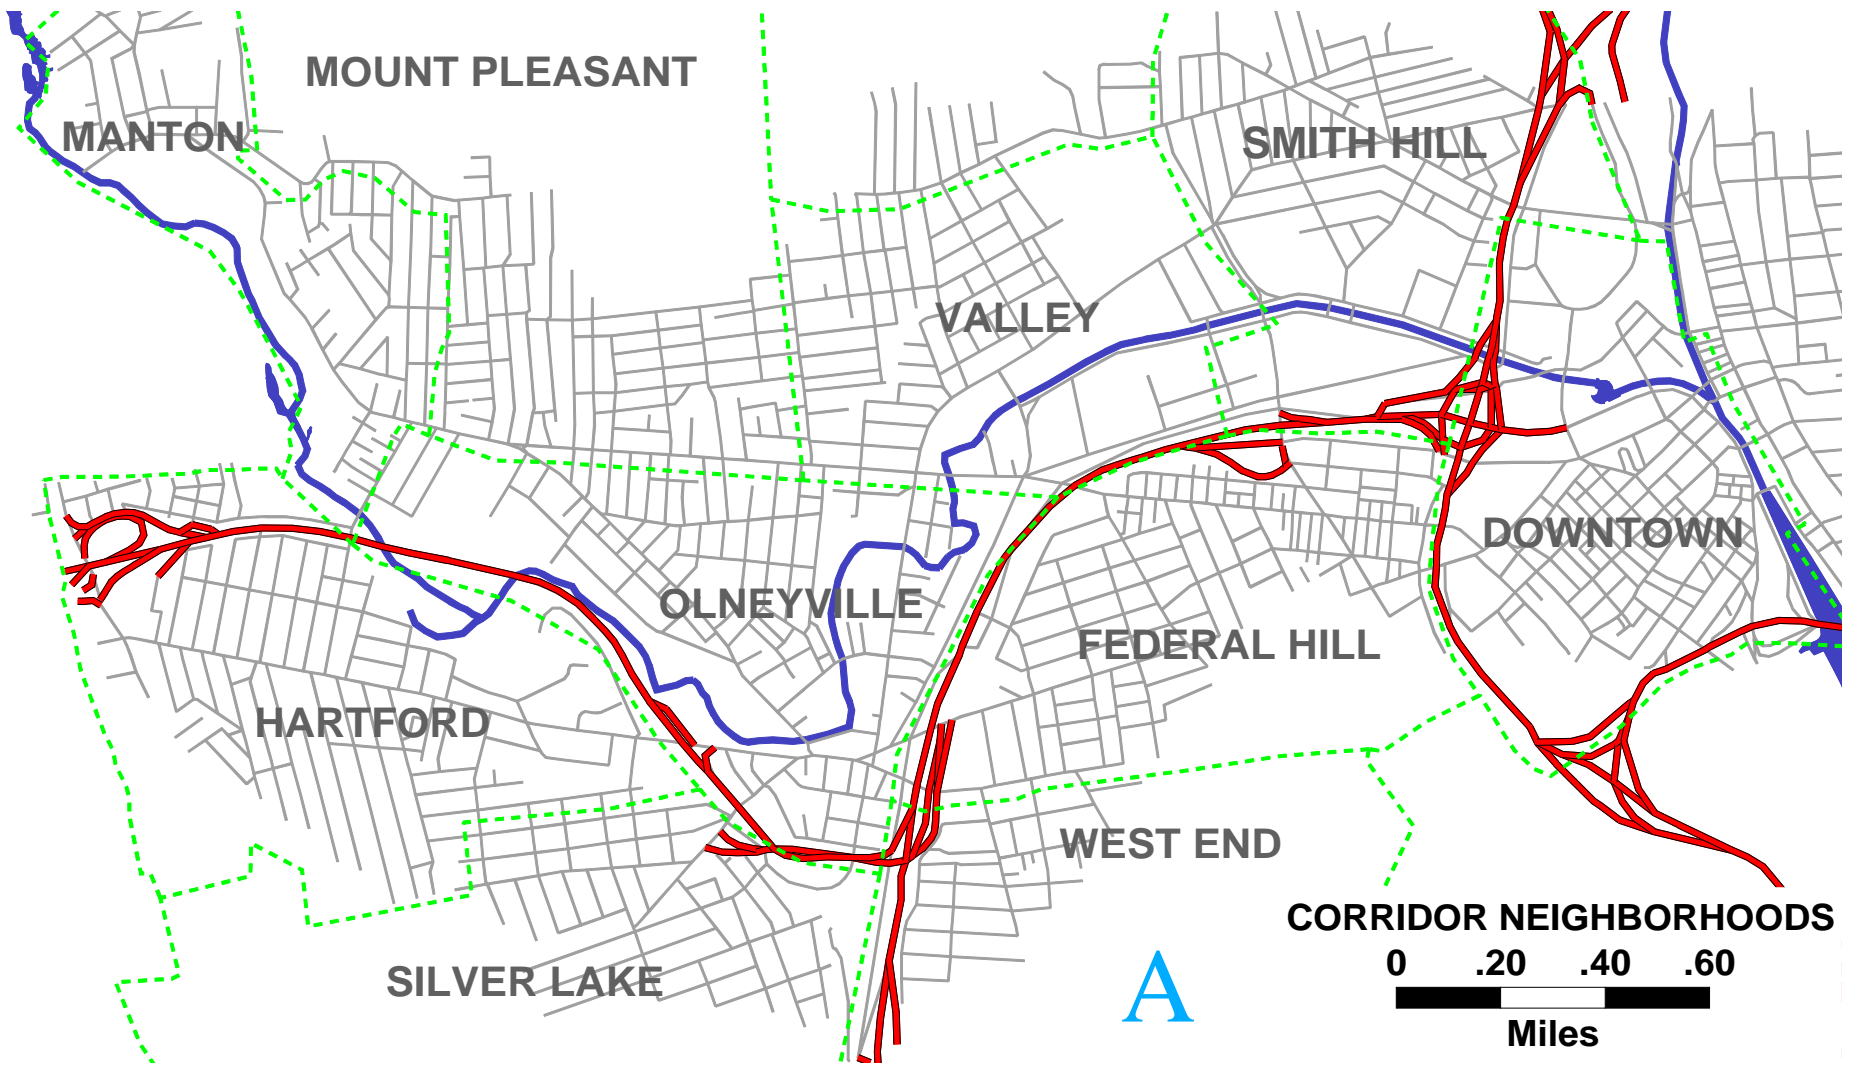 MOUNT PLEASANT
MANTON
SMITH HILL
VALLEY
DOWNTOWN
OLNEYVILLE
FEDERAL HILL
HARTFORD
WEST END
SILVER LAKE
CORRIDOR NEIGHBORHOODS
0 .20 .40 .60
Miles
A